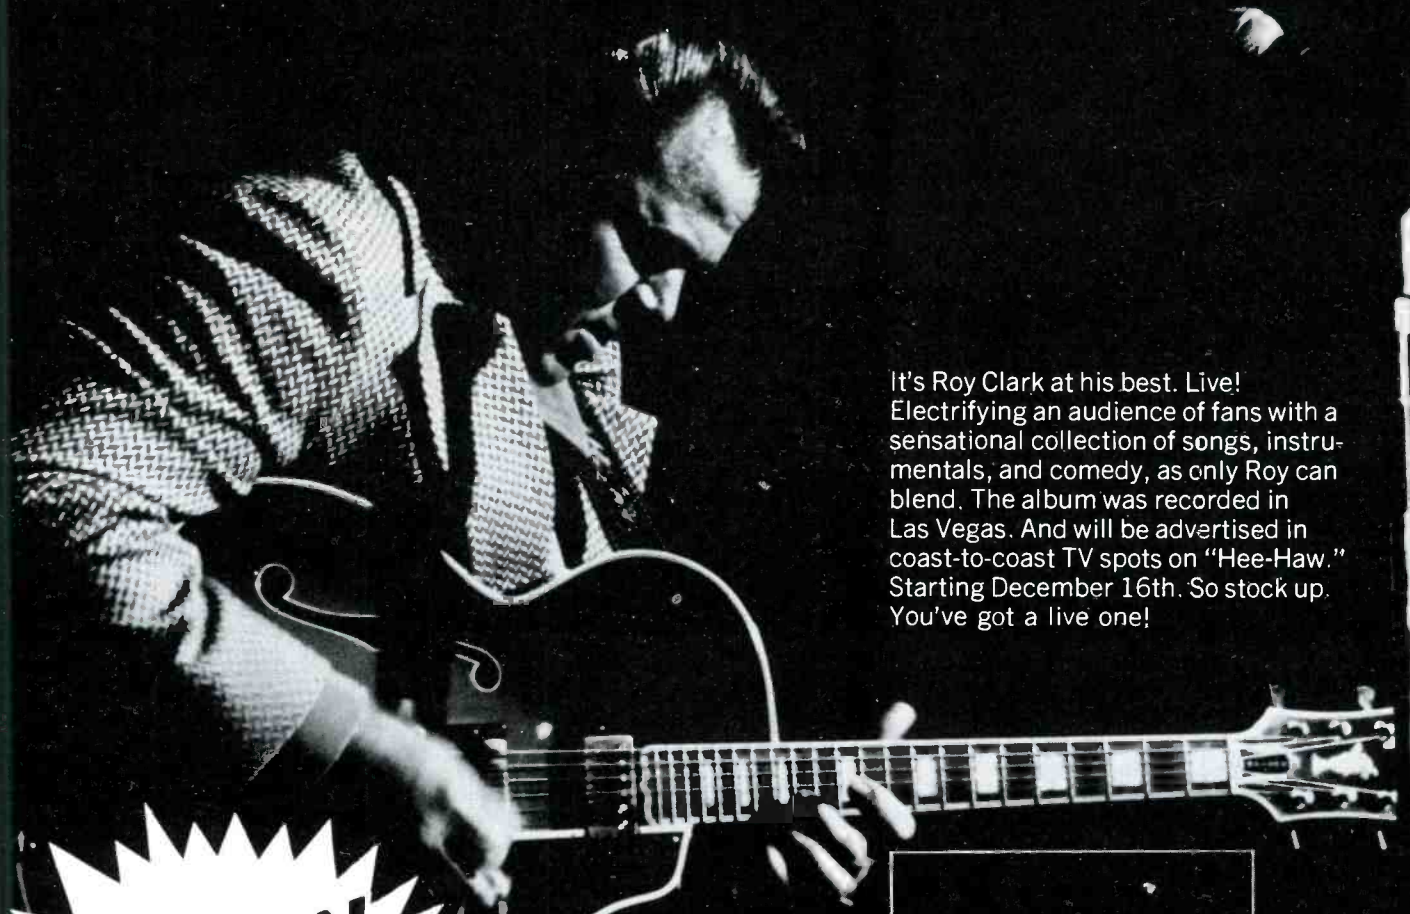 It's Roy Clark at his best. Live!
Electrifying an audience of fans with a
sensational collection of songs, instru-
mentals, and comedy, as only Roy can
blend. The album was recorded in
Las Vegas. And will be advertised in
coast-to-coast TV spots on “Hee-Haw.”
Starting December 16th. So stock up.
You've got a live one!